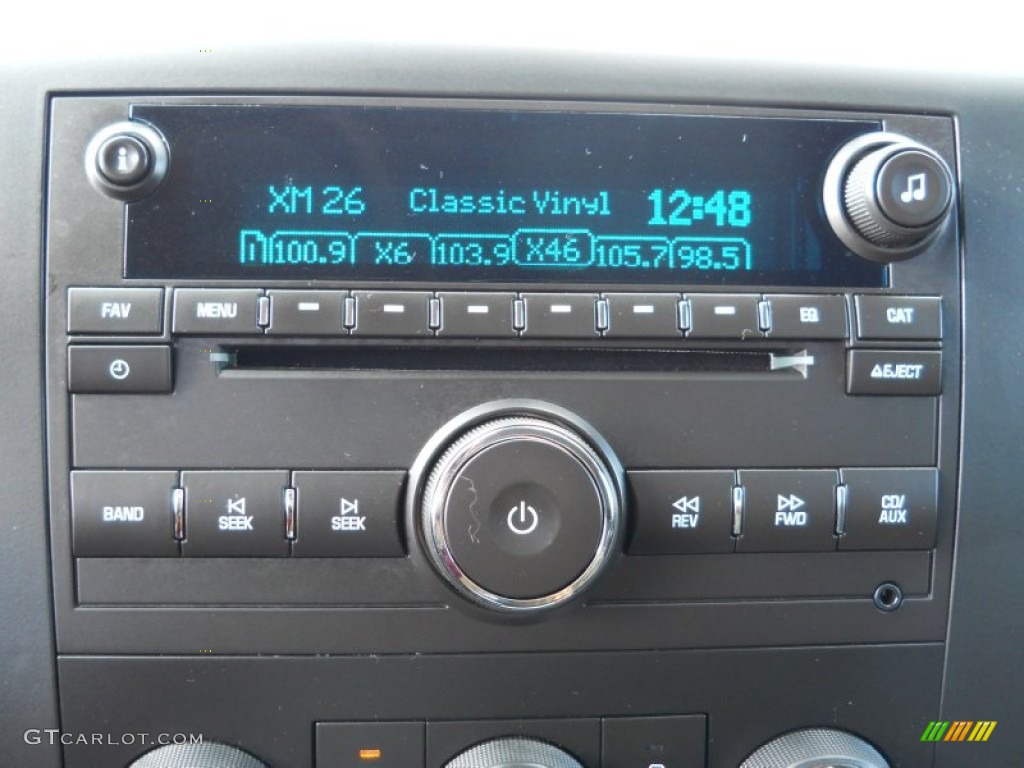 XM 26 Classic Vinyl 12:48
100.9 X6 103.9 X46 105.7 98.5
FAV MENU EQ CAT
EJECT
BAND SEEK SEEK REV FWD CD/AUX
GTCARLOT.COM